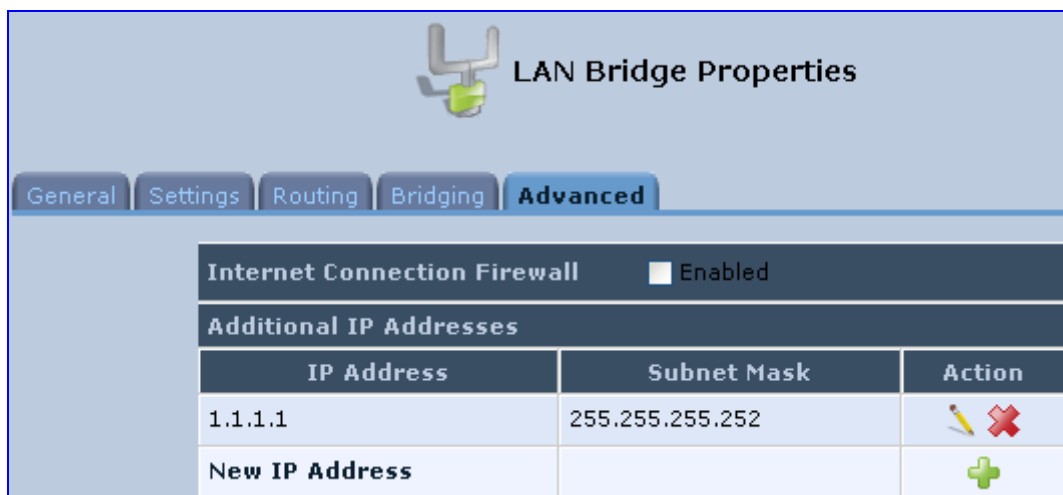 LAN Bridge Properties
General Settings Routing Bridging Advanced
Internet Connection Firewall Enabled
Additional IP Addresses
IP Address Subnet Mask Action
1.1.1.1 255.255.255.252
New IP Address